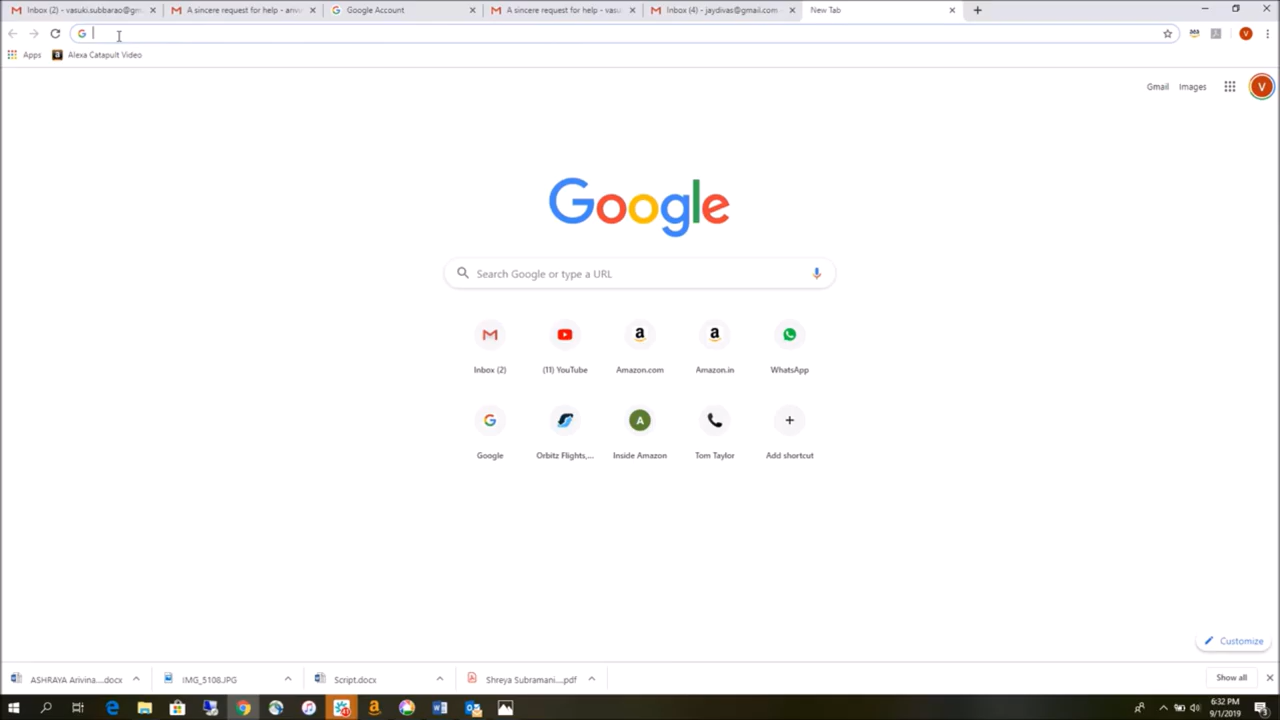 Inbox (2) - vasuki.subbarao@gm
A sincere request for help - anv
Google Account
A sincere request for help - vasu
Inbox (4) - jaydivas@gmail.com
New Tab
Apps
Alexa Catapult Video
Gmail
Images
V
Google
Search Google or type a URL
Inbox (2)
(11) YouTube
Amazon.com
Amazon.in
WhatsApp
Google
Orbitz Flights,...
Inside Amazon
Tom Taylor
Add shortcut
Customize
ASHRAYA Arivina....docx
IMG_5108.JPG
Script.docx
Shreya Subramani....pdf
Show all
6:32 PM
9/1/2019